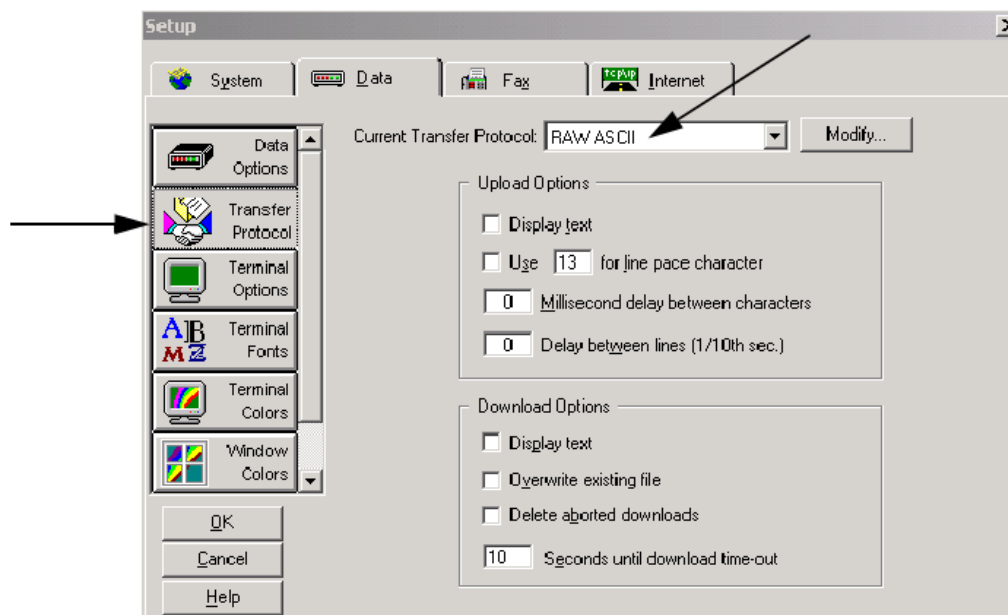 Setup
System
Data
Fax
tcp/ip
Internet
Data
Options
Transfer
Protocol
Terminal
Options
AB
MZ
Terminal
Fonts
Terminal
Colors
Window
Colors
OK
Cancel
Help
Current Transfer Protocol: RAW ASCII Modify...
Upload Options
Display text
Use 13 for line pace character
0 Millisecond delay between characters
0 Delay between lines (1/10th sec.)
Download Options
Display text
Overwrite existing file
Delete aborted downloads
10 Seconds until download time-out